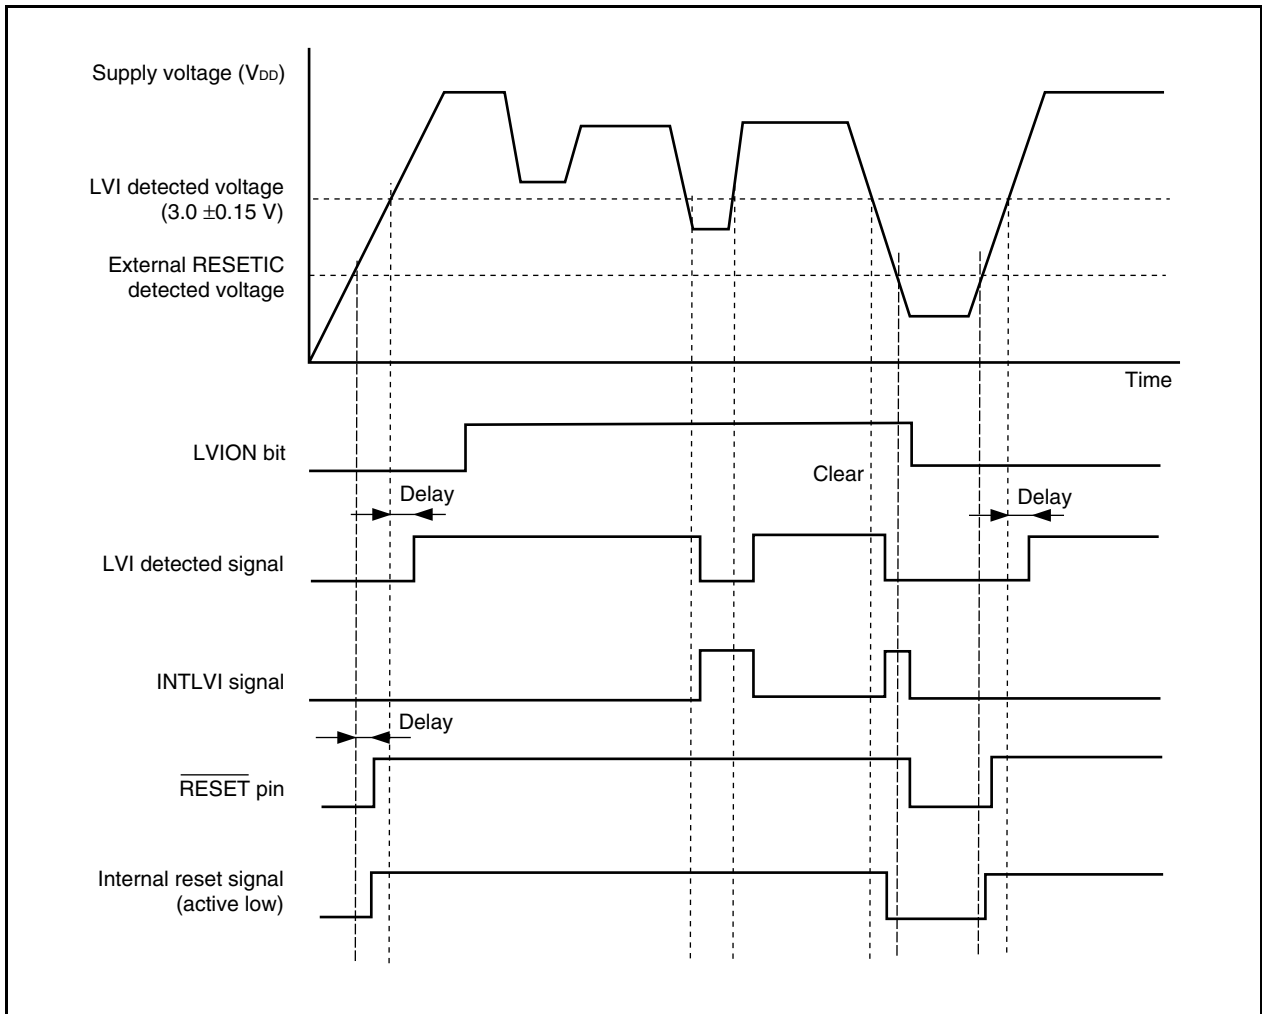 Supply voltage (VDD)
LVI detected voltage
(3.0 ±0.15 V)
External RESETIC
detected voltage
Time
LVION bit
Clear
Delay
Delay
LVI detected signal
INTLVI signal
Delay
RESET pin
Internal reset signal
(active low)